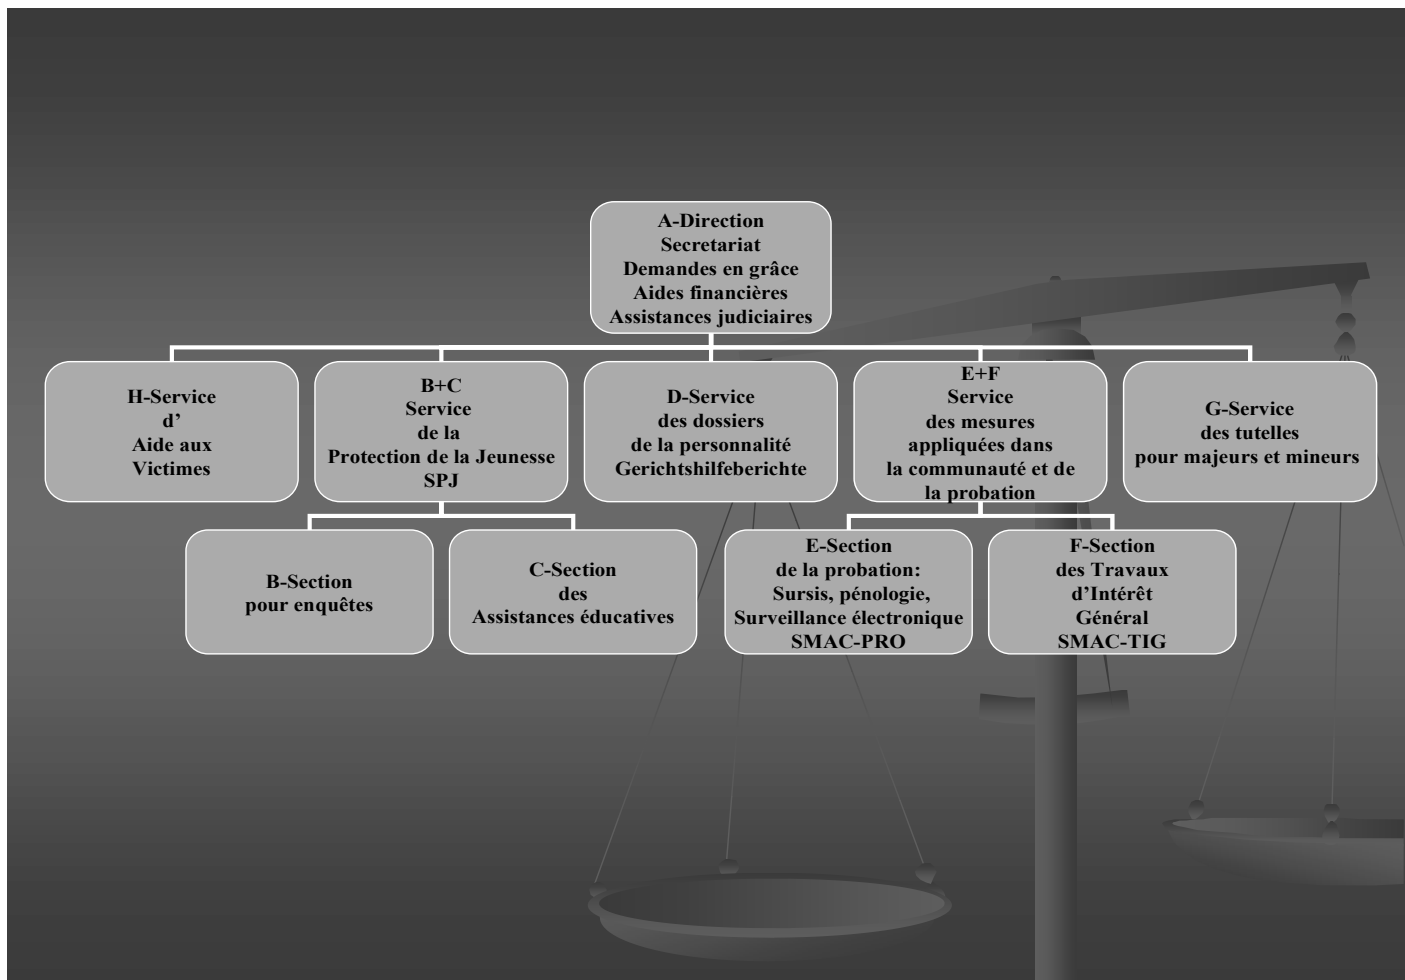 A-Direction
Secretariat
Demandes en grâce
Aides financières
Assistances judiciaires
H-Service
d’
Aide aux
Victimes
B+C
Service
de la
Protection de la Jeunesse
SPJ
D-Service
des dossiers
de la personnalité
Gerichtshilfeberichte
E+F
Service
des mesures
appliquées dans
la communauté et de
la probation
G-Service
des tutelles
pour majeurs et mineurs
B-Section
pour enquêtes
C-Section
des
Assistances éducatives
E-Section
de la probation:
Sursis, pénologie,
Surveillance électronique
SMAC-PRO
F-Section
des Travaux
d’Intérêt
Général
SMAC-TIG